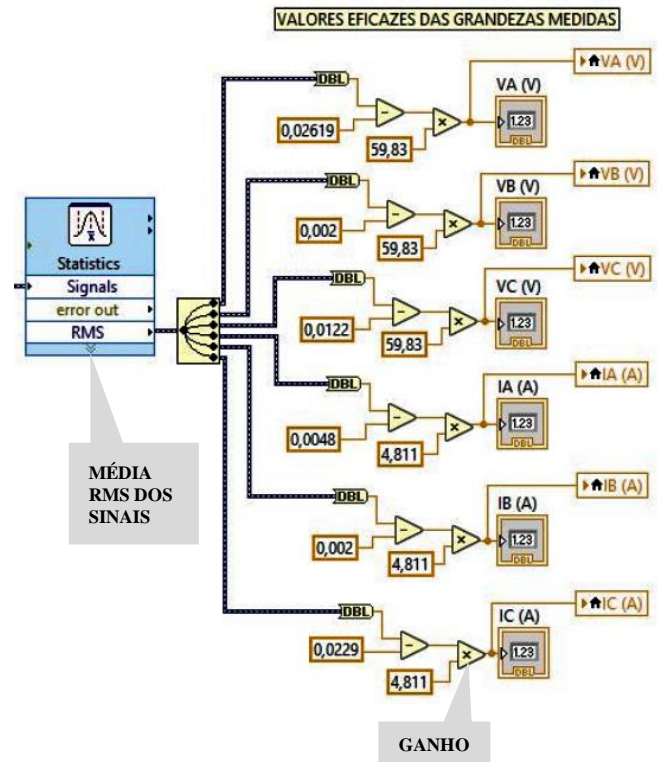 VALORES EFICAZES DAS GRANDEZAS MEDIDAS
DBL
VA (V)
VA (V)
0,02619
59,83
1.23
DBL
DBL
VB (V)
VB (V)
0,002
59,83
1.23
DBL
Statistics
Signals
error out
RMS
DBL
VC (V)
VC (V)
0,0122
59,83
1.23
DBL
DBL
IA (A)
IA (A)
0,0048
4,811
1.23
DBL
MÉDIA
RMS DOS
SINAIS
DBL
IB (A)
IB (A)
0,002
4,811
1.23
DBL
DBL
IC (A)
IC (A)
0,0229
4,811
1.23
DBL
GANHO